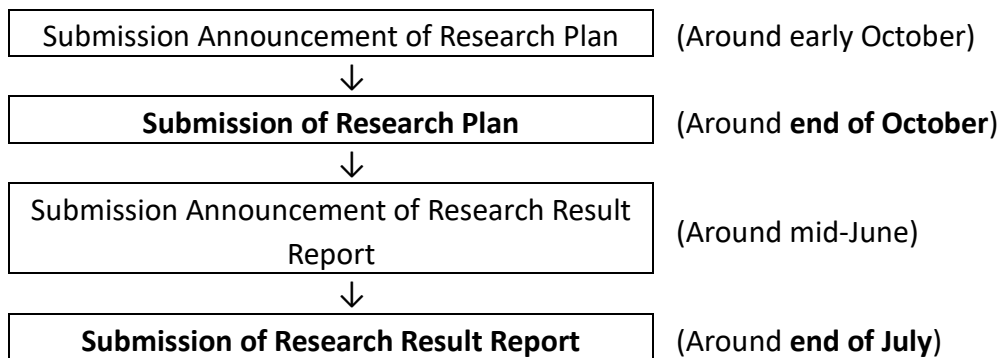 Submission Announcement of Research Plan (Around early October)
↓
Submission of Research Plan (Around end of October)
↓
Submission Announcement of Research Result
Report
(Around mid-June)
↓
Submission of Research Result Report (Around end of July)